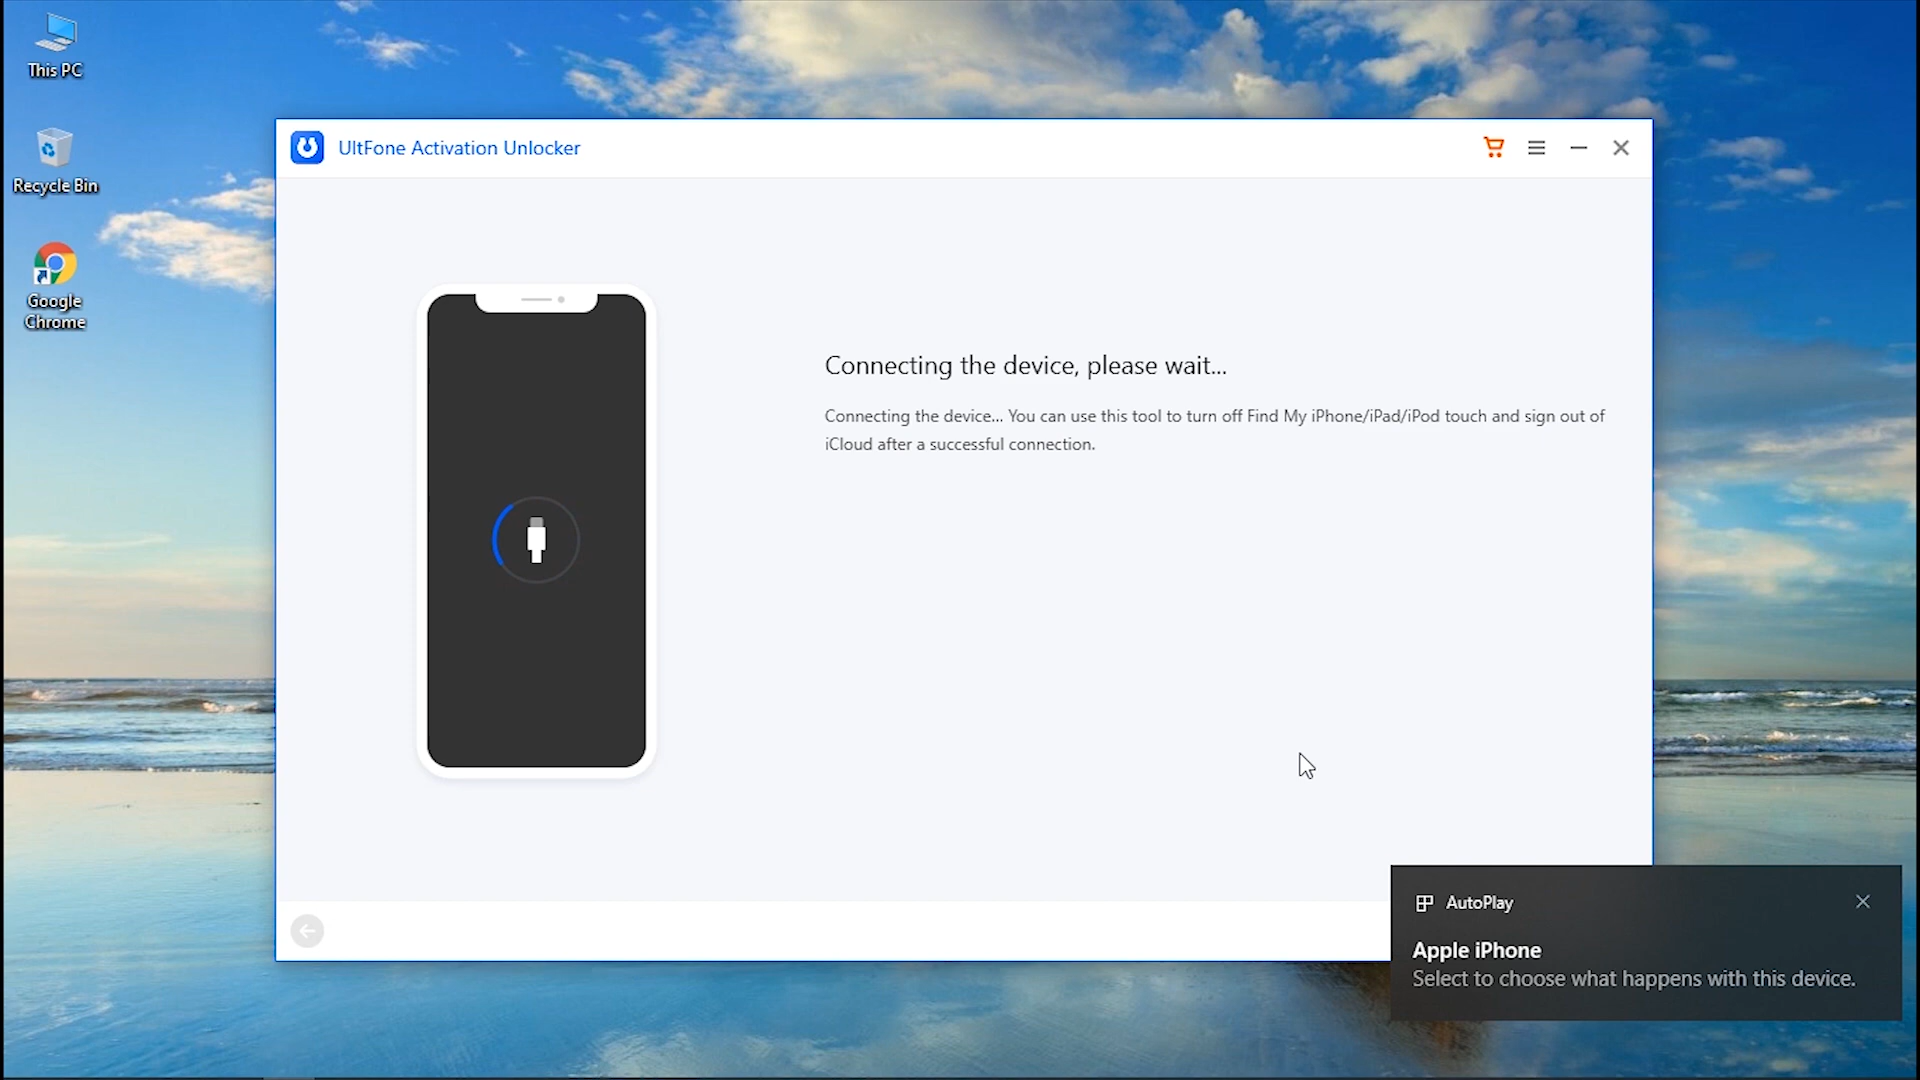 This PC
Recycle Bin
Google
Chrome
UltFone Activation Unlocker
Connecting the device, please wait...
Connecting the device... You can use this tool to turn off Find My iPhone/iPad/iPod touch and sign out of
iCloud after a successful connection.
AutoPlay
Apple iPhone
Select to choose what happens with this device.